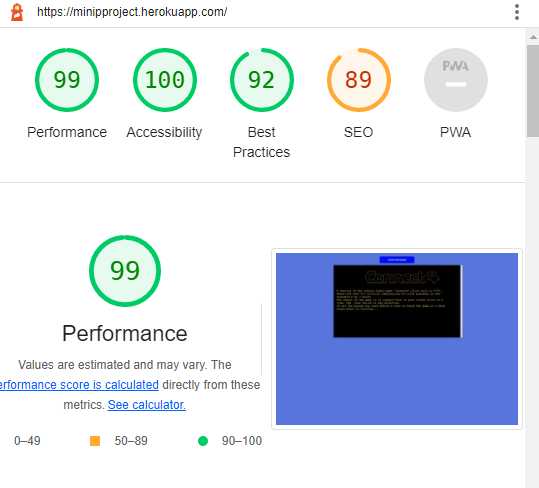 https://minipproject.herokuapp.com/
99 100 92 89 PWA
Performance Accessibility Best Practices SEO PWA
99
Performance
Values are estimated and may vary. The
erformance score is calculated directly from these
metrics. See calculator.
0–49 50–89 90–100
Connect 4